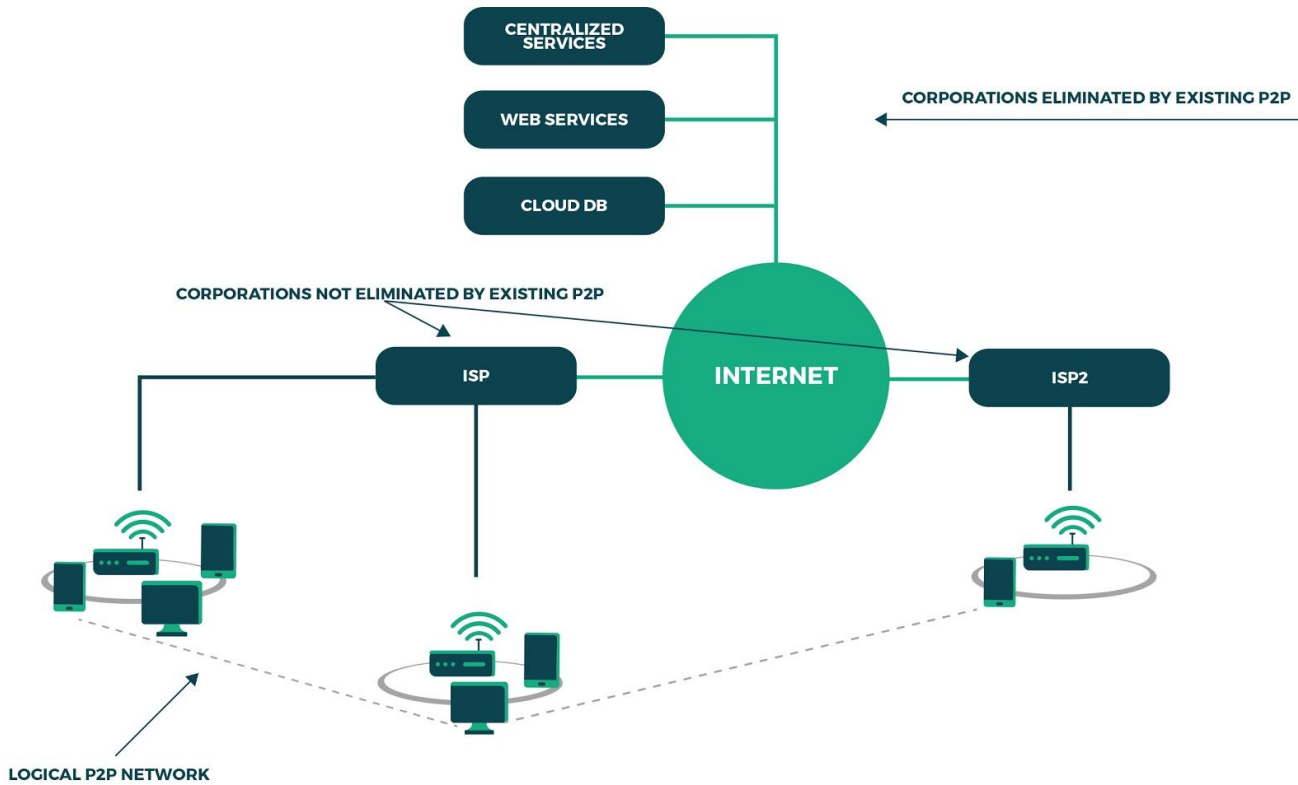 CENTRALIZED
SERVICES
CORPORATIONS ELIMINATED BY EXISTING P2P
WEB SERVICES
CLOUD DB
CORPORATIONS NOT ELIMINATED BY EXISTING P2P
ISP
INTERNET
ISP2
LOGICAL P2P NETWORK